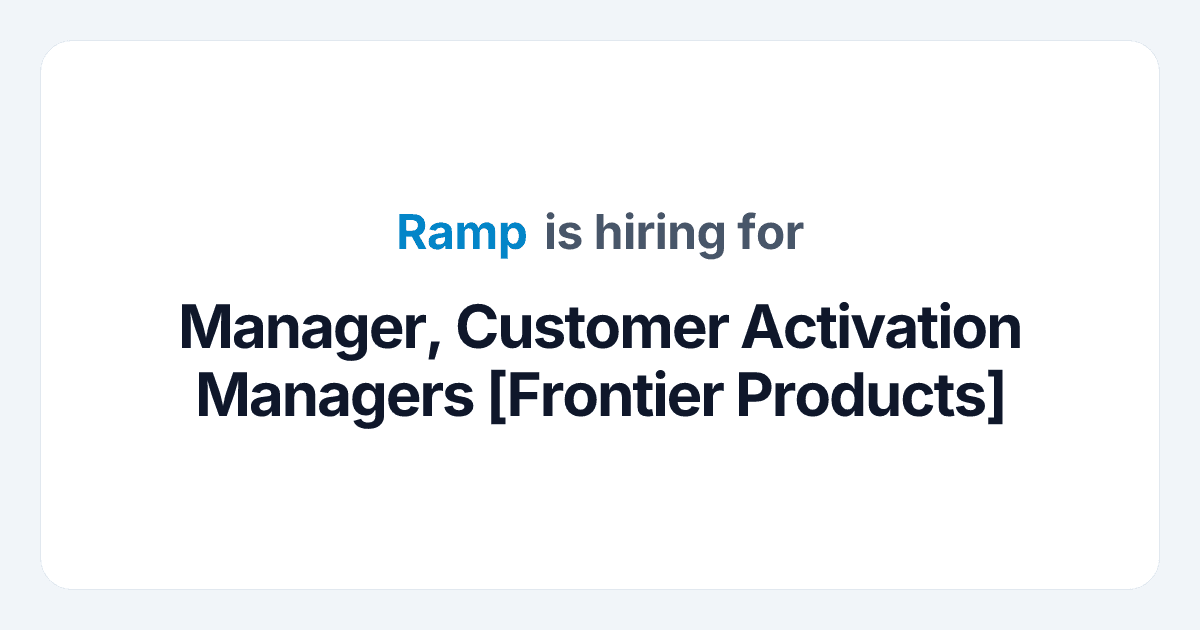 Ramp is hiring for
Manager, Customer Activation
Managers [Frontier Products]